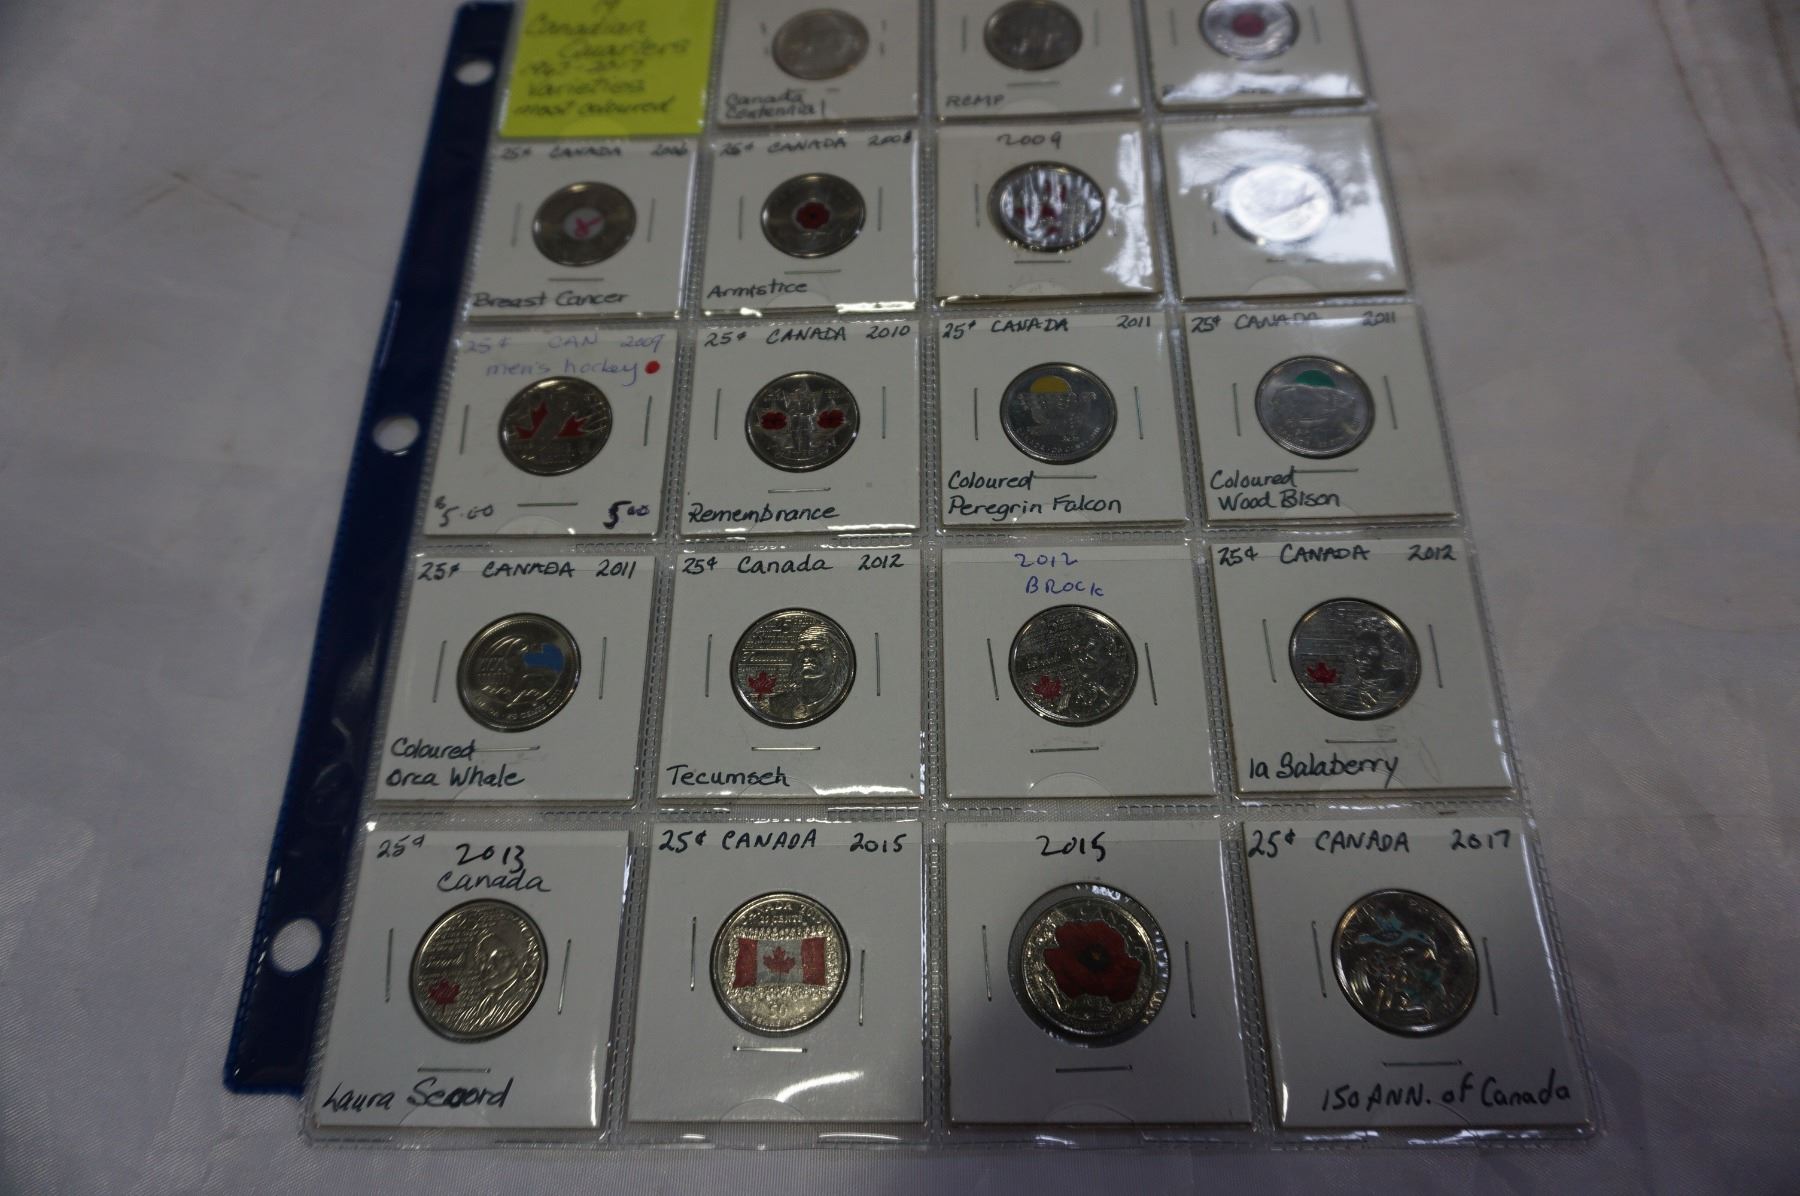 19
Canadian
Quarters
2017
Varieties
most coloured
Canada
Centennial
RCMP
25¢ CANADA 2006
Breast Cancer
25¢ CANADA 2008
Armistice
2009
25¢ CAN 2009
men's hockey
$5.00 5.00
25¢ CANADA 2010
Remembrance
25¢ CANADA 2011
Coloured
Peregrin Falcon
25¢ CANADA 2011
Coloured
Wood Bison
25¢ CANADA 2011
Coloured
Orca Whale
25¢ Canada 2012
Tecumseh
2012
BROCK
25¢ CANADA 2012
la Salaberry
25¢ 2013
Canada
Laura Secord
25¢ CANADA 2015
2015
25¢ CANADA 2017
150 ANN. of Canada